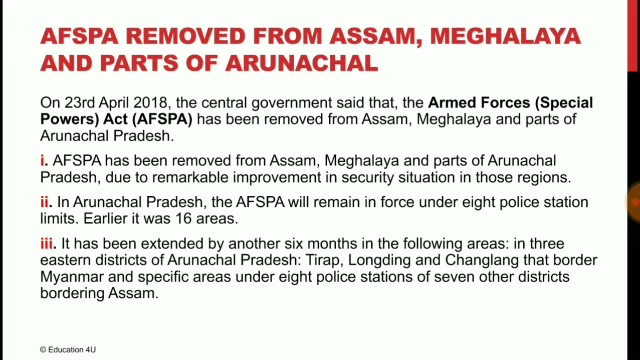 AFSPA REMOVED FROM ASSAM, MEGHALAYA
AND PARTS OF ARUNACHAL
On 23rd April 2018, the central government said that, the Armed Forces (Special
Powers) Act (AFSPA) has been removed from Assam, Meghalaya and parts of
Arunachal Pradesh.
i. AFSPA has been removed from Assam, Meghalaya and parts of Arunachal
Pradesh, due to remarkable improvement in security situation in those regions.
ii. In Arunachal Pradesh, the AFSPA will remain in force under eight police station
limits. Earlier it was 16 areas.
iii. It has been extended by another six months in the following areas: in three
eastern districts of Arunachal Pradesh: Tirap, Longding and Changlang that border
Myanmar and specific areas under eight police stations of seven other districts
bordering Assam.
© Education 4U